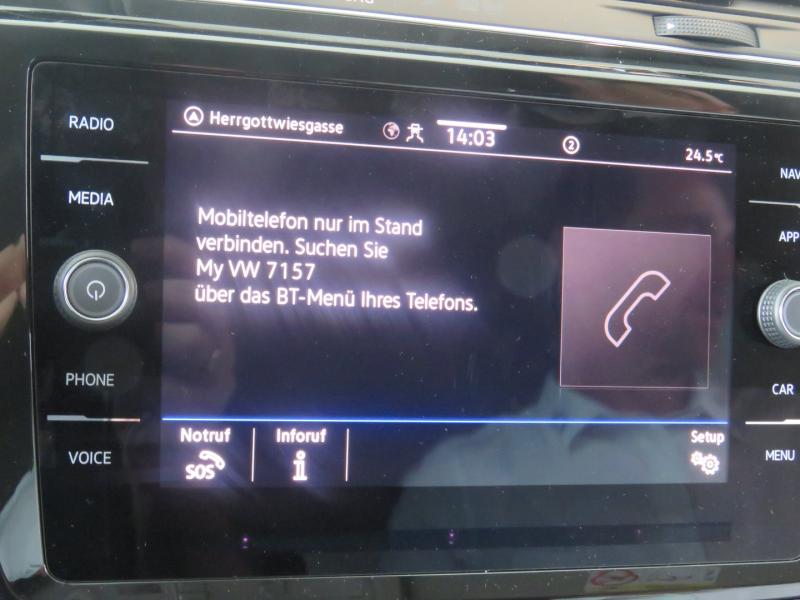 RADIO
MEDIA
PHONE
VOICE
Herrgottwiesgasse
14:03
2
24.5°C
Mobiltelefon nur im Stand
verbinden. Suchen Sie
My VW 7157
über das BT-Menü Ihres Telefons.
Notruf
SOS
Inforuf
i
Setup
NAV
APP
CAR
MENU